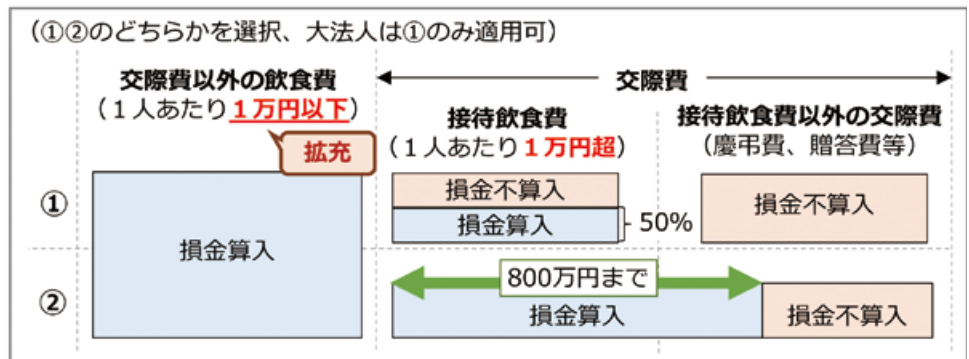 （①②のどちらかを選択、大法人は①のみ適用可）
交際費以外の飲食費
（１人あたり１万円以下）
拡充
交際費
接待飲食費
（１人あたり１万円超）
接待飲食費以外の交際費
（慶弔費、贈答費等）
①
損金算入
損金不算入
損金算入
50%
損金不算入
②
800万円まで
損金算入
損金不算入